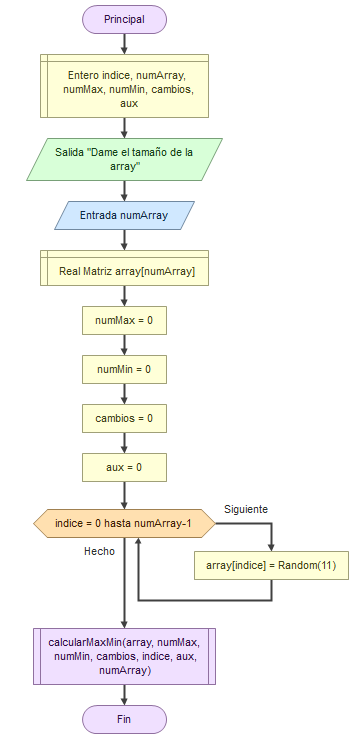 Principal
Entero indice, numArray,
numMax, numMin, cambios,
aux
Salida "Dame el tamaño de la
array"
Entrada numArray
Real Matriz array[numArray]
numMax = 0
numMin = 0
cambios = 0
aux = 0
indice = 0 hasta numArray-1
Siguiente
array[indice] = Random(11)
Hecho
calcularMaxMin(array, numMax,
numMin, cambios, indice, aux,
numArray)
Fin